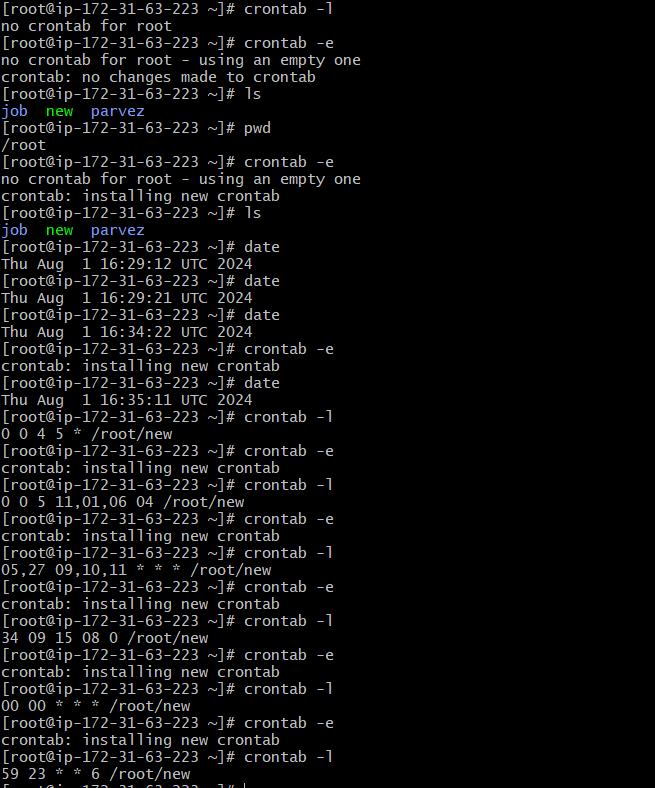 [root@ip-172-31-63-223 ~]# crontab -l
no crontab for root
[root@ip-172-31-63-223 ~]# crontab -e
no crontab for root - using an empty one
crontab: no changes made to crontab
[root@ip-172-31-63-223 ~]# ls
job  new  parvez
[root@ip-172-31-63-223 ~]# pwd
/root
[root@ip-172-31-63-223 ~]# crontab -e
no crontab for root - using an empty one
crontab: installing new crontab
[root@ip-172-31-63-223 ~]# ls
job  new  parvez
[root@ip-172-31-63-223 ~]# date
Thu Aug  1 16:29:12 UTC 2024
[root@ip-172-31-63-223 ~]# date
Thu Aug  1 16:29:21 UTC 2024
[root@ip-172-31-63-223 ~]# date
Thu Aug  1 16:34:22 UTC 2024
[root@ip-172-31-63-223 ~]# crontab -e
crontab: installing new crontab
[root@ip-172-31-63-223 ~]# date
Thu Aug  1 16:35:11 UTC 2024
[root@ip-172-31-63-223 ~]# crontab -l
0 0 4 5 * /root/new
[root@ip-172-31-63-223 ~]# crontab -e
crontab: installing new crontab
[root@ip-172-31-63-223 ~]# crontab -l
0 0 5 11,01,06 04 /root/new
[root@ip-172-31-63-223 ~]# crontab -e
crontab: installing new crontab
[root@ip-172-31-63-223 ~]# crontab -l
05,27 09,10,11 * * * /root/new
[root@ip-172-31-63-223 ~]# crontab -e
crontab: installing new crontab
[root@ip-172-31-63-223 ~]# crontab -l
34 09 15 08 0 /root/new
[root@ip-172-31-63-223 ~]# crontab -e
crontab: installing new crontab
[root@ip-172-31-63-223 ~]# crontab -l
00 00 * * * /root/new
[root@ip-172-31-63-223 ~]# crontab -e
crontab: installing new crontab
[root@ip-172-31-63-223 ~]# crontab -l
59 23 * * 6 /root/new
[root@ip-172-31-63-223 ~]#